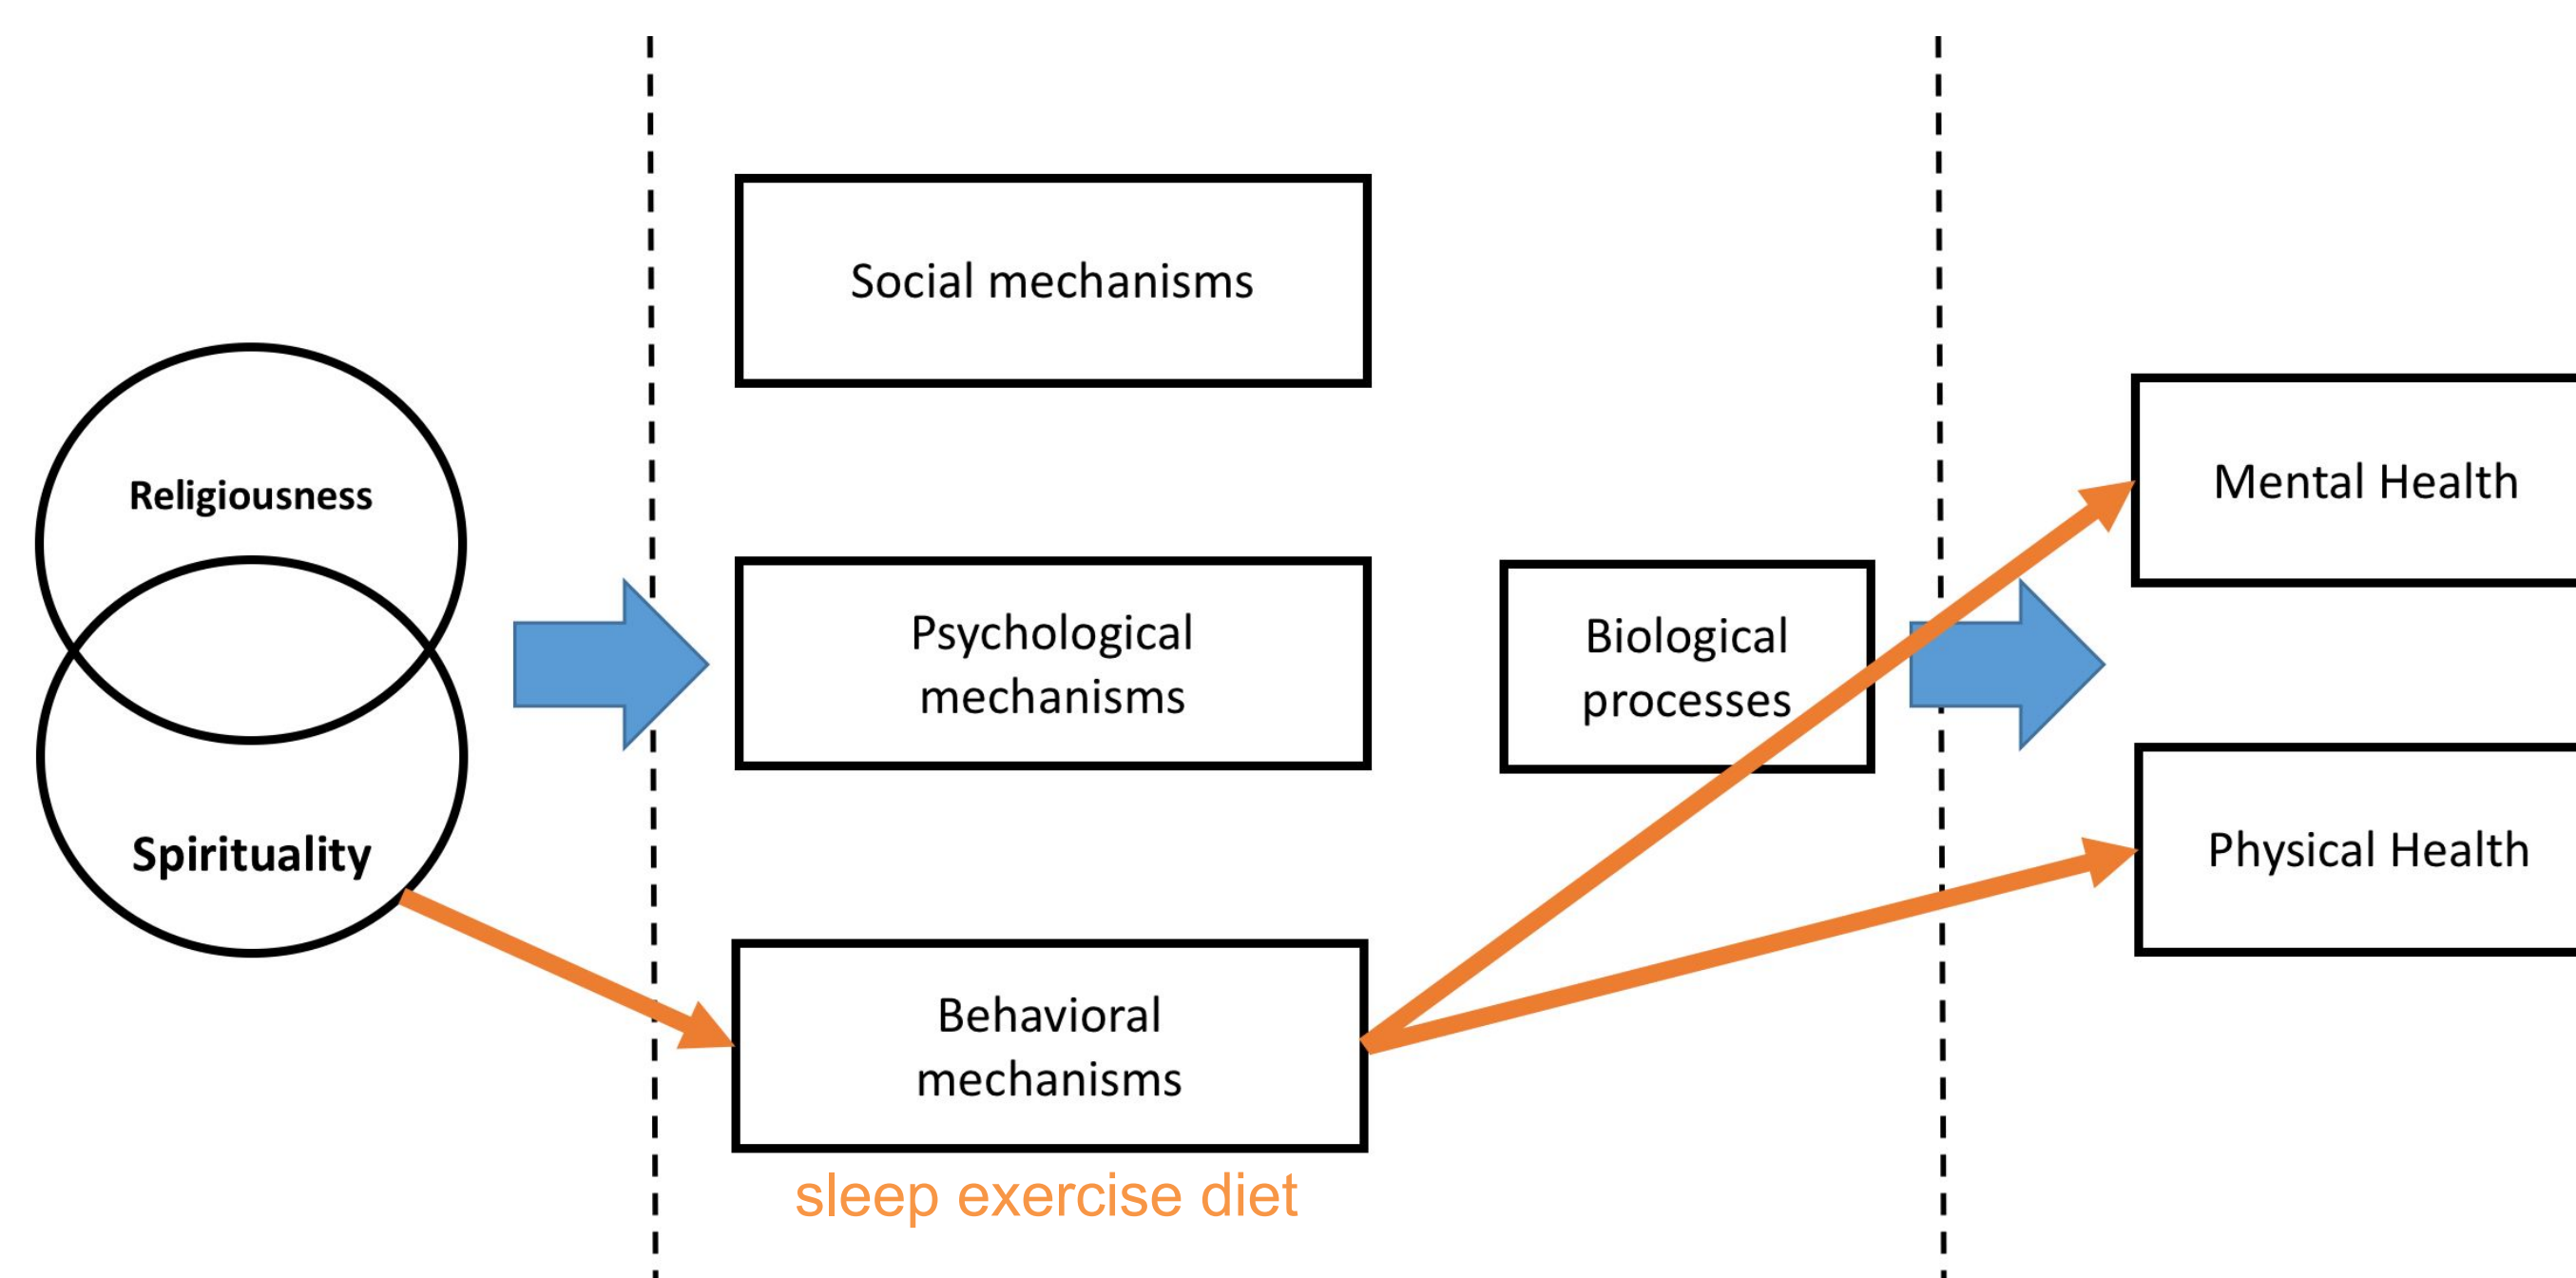 Religiousness
Spirituality
Social mechanisms
Psychological
mechanisms
Behavioral
mechanisms
sleep exercise diet
Biological
processes
Mental Health
Physical Health